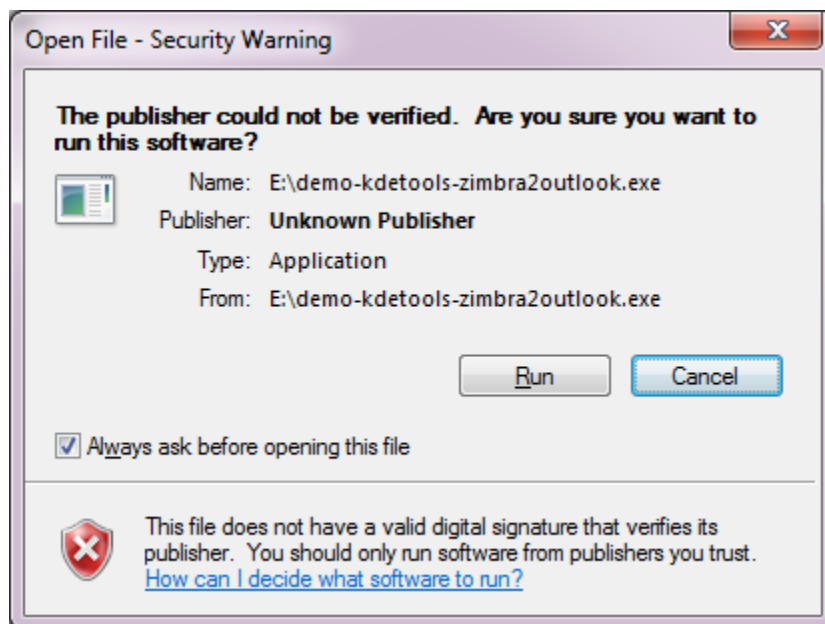 Open File - Security Warning
The publisher could not be verified.  Are you sure you want to
run this software?
Name: E:\demo-kdetools-zimbra2outlook.exe
Publisher: Unknown Publisher
Type: Application
From: E:\demo-kdetools-zimbra2outlook.exe
Run Cancel
Always ask before opening this file
This file does not have a valid digital signature that verifies its
publisher.  You should only run software from publishers you trust.
How can I decide what software to run?